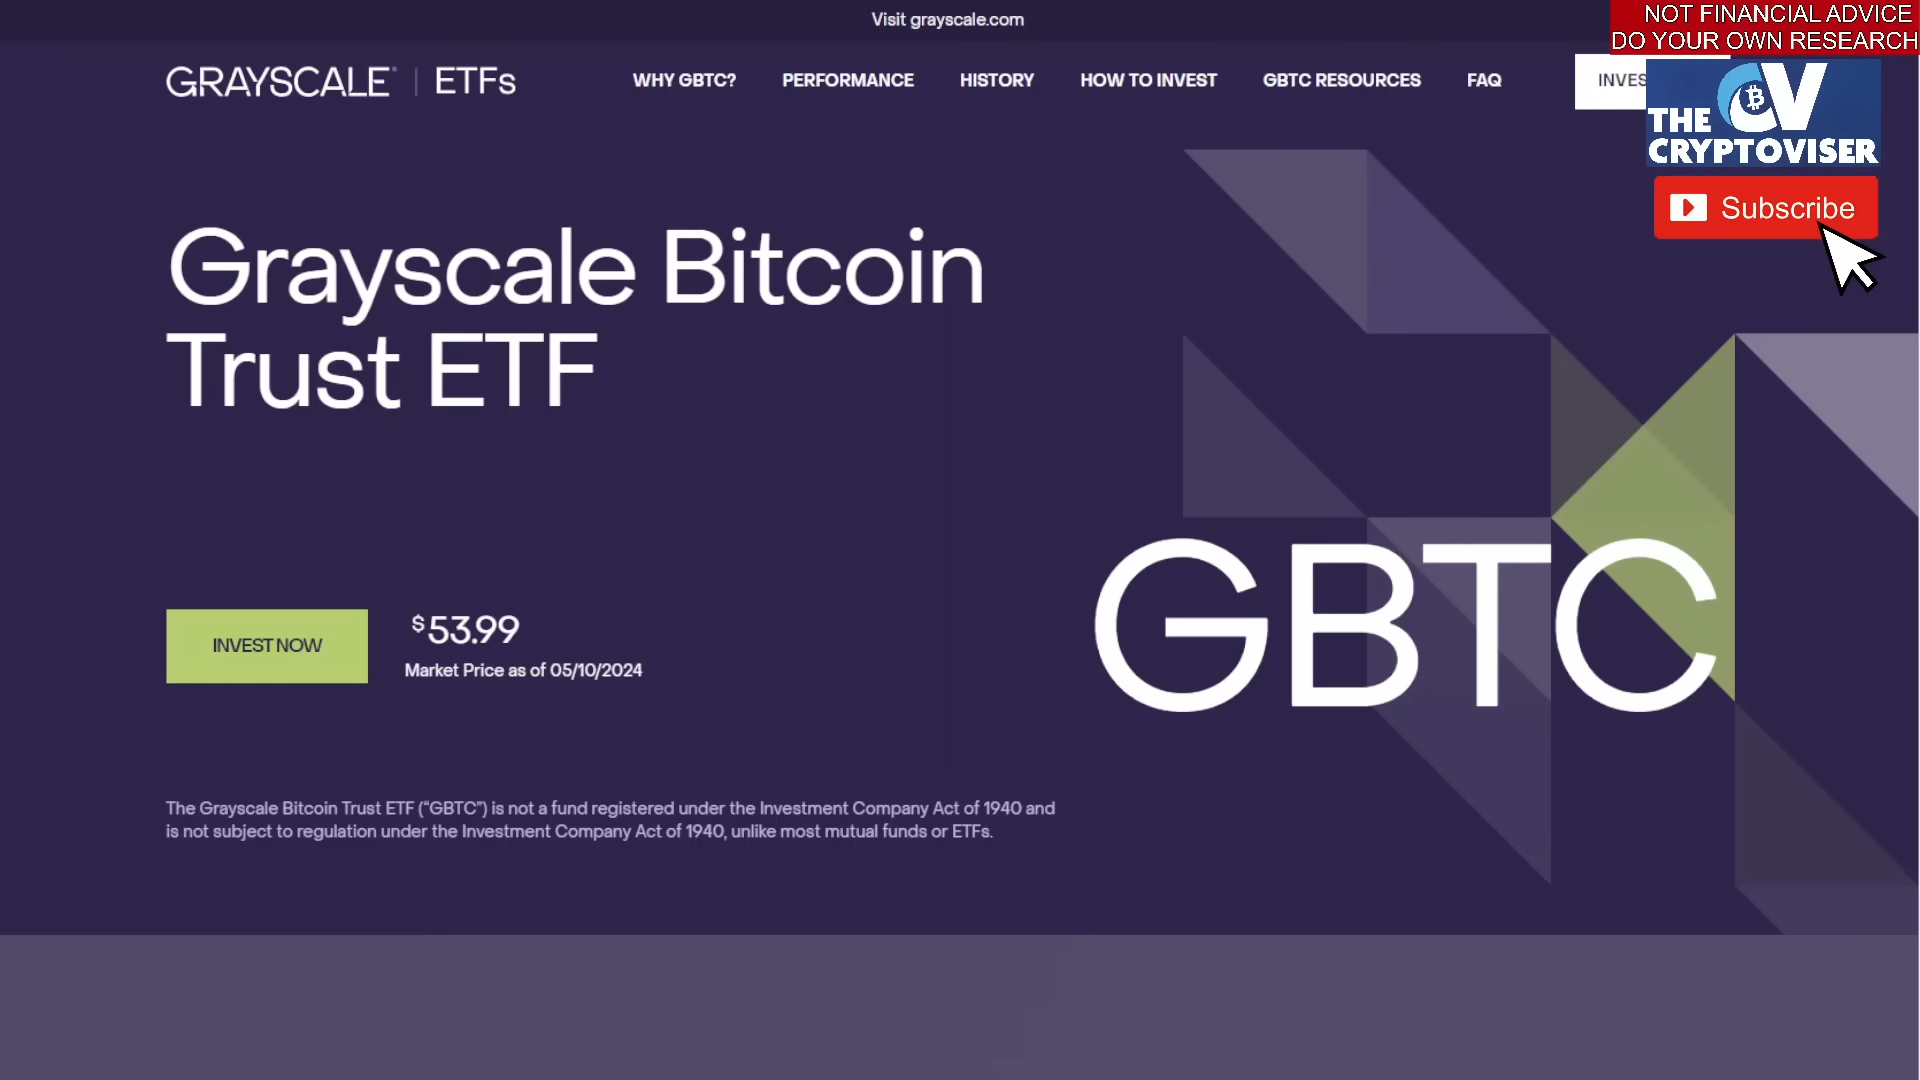 Visit grayscale.com
NOT FINANCIAL ADVICE
DO YOUR OWN RESEARCH
GRAYSCALE® | ETFs
WHY GBTC?
PERFORMANCE
HISTORY
HOW TO INVEST
GBTC RESOURCES
FAQ
INVES
THE CV
CRYPTOVISER
Subscribe
Grayscale Bitcoin
Trust ETF
GBTC
INVEST NOW
$53.99
Market Price as of 05/10/2024
The Grayscale Bitcoin Trust ETF (“GBTC”) is not a fund registered under the Investment Company Act of 1940 and
is not subject to regulation under the Investment Company Act of 1940, unlike most mutual funds or ETFs.